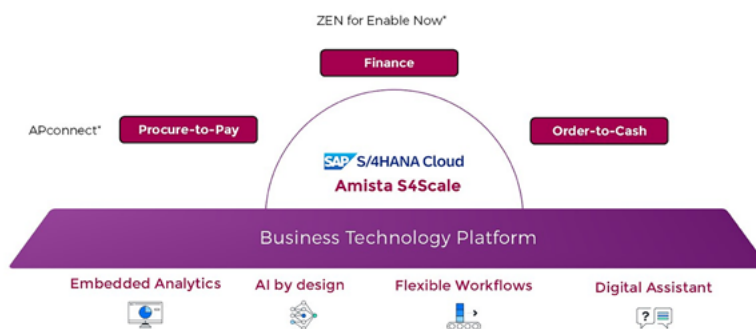 ZEN for Enable Now*
Finance
APconnect*
Procure-to-Pay
Order-to-Cash
SAP S/4HANA Cloud
Amista S4Scale
Business Technology Platform
Embedded Analytics
AI by design
Flexible Workflows
Digital Assistant
?